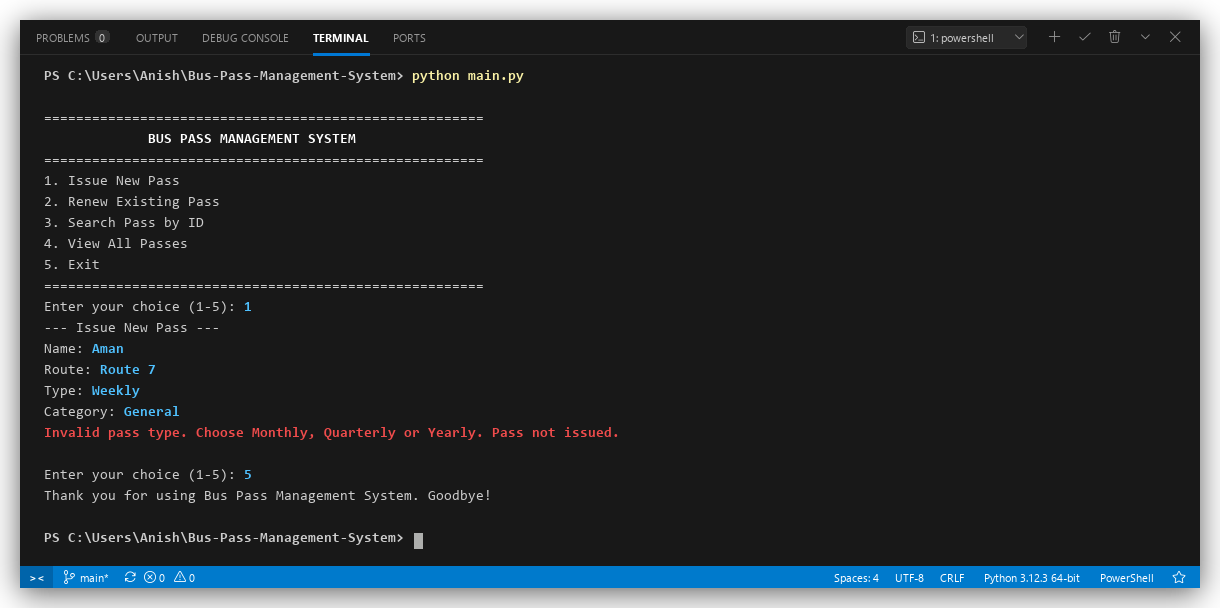 PROBLEMS 0 OUTPUT DEBUG CONSOLE TERMINAL PORTS 1: powershell
PS C:\Users\Anish\Bus-Pass-Management-System> python main.py
=======================================================
BUS PASS MANAGEMENT SYSTEM
=======================================================
1. Issue New Pass
2. Renew Existing Pass
3. Search Pass by ID
4. View All Passes
5. Exit
=======================================================
Enter your choice (1-5): 1
--- Issue New Pass ---
Name: Aman
Route: Route 7
Type: Weekly
Category: General
Invalid pass type. Choose Monthly, Quarterly or Yearly. Pass not issued.
Enter your choice (1-5): 5
Thank you for using Bus Pass Management System. Goodbye!
PS C:\Users\Anish\Bus-Pass-Management-System>
main* 0 0 Spaces: 4 UTF-8 CRLF Python 3.12.3 64-bit PowerShell